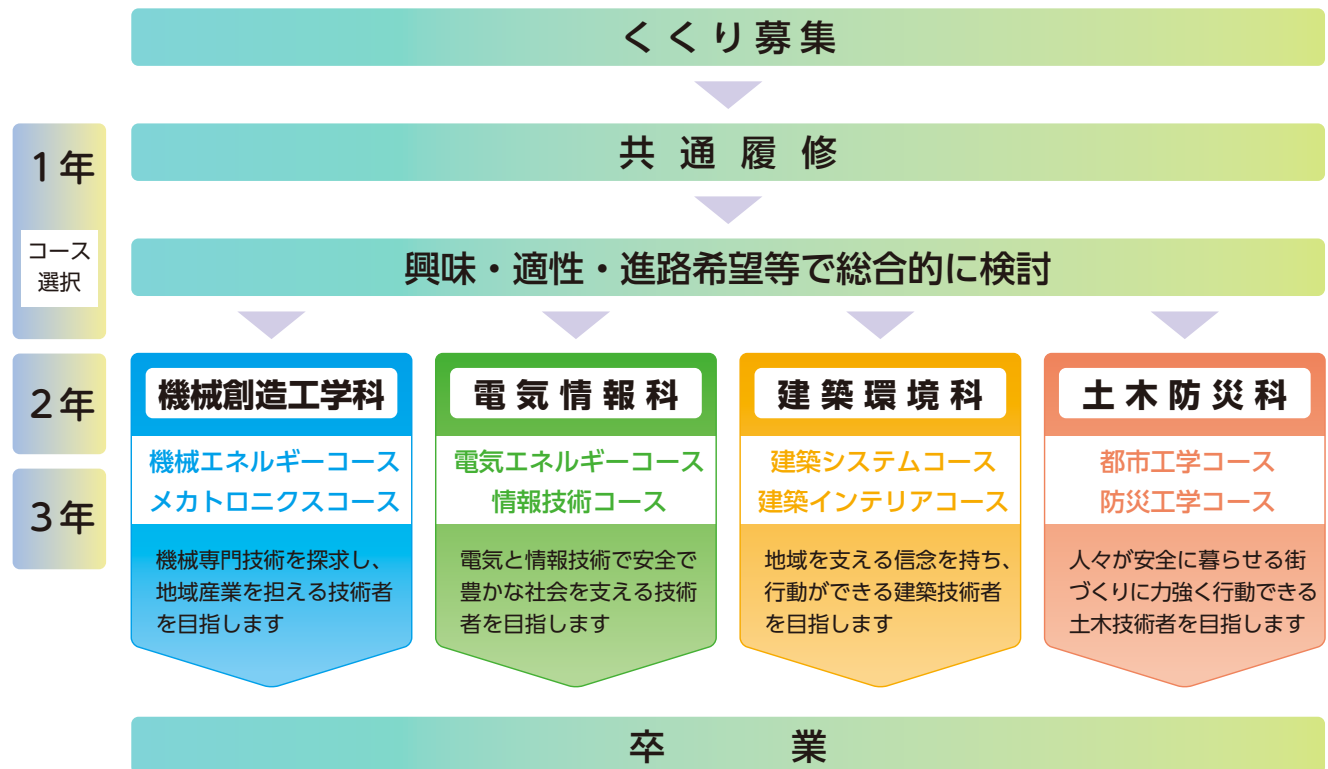 くくり募集
1年
共通履修
コース
選択
興味・適性・進路希望等で総合的に検討
2年
3年
機械創造工学科
機械エネルギーコース
メカトロニクスコース
機械専門技術を探求し、
地域産業を担える技術者
を目指します
電気情報科
電気エネルギーコース
情報技術コース
電気と情報技術で安全で
豊かな社会を支える技術
者を目指します
建築環境科
建築システムコース
建築インテリアコース
地域を支える信念を持ち、
行動ができる建築技術者
を目指します
土木防災科
都市工学コース
防災工学コース
人々が安全に暮らせる街
づくりに力強く行動できる
土木技術者を目指します
卒業